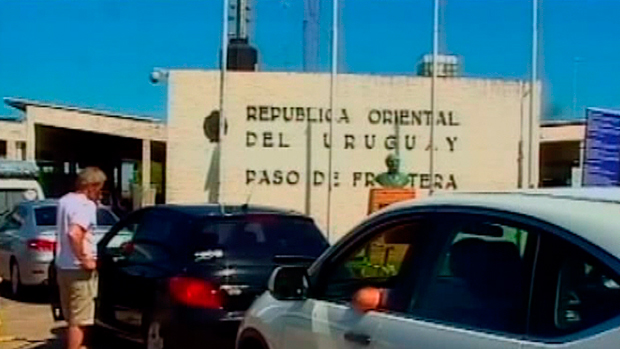 REPUBLICA ORIENTAL
DEL URUGUAY
PASO DE FRONTERA